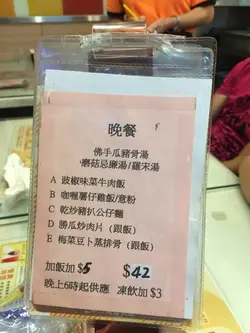 晚餐
佛手瓜豬骨湯
蘑菇忌廉湯/羅宋湯
A 豉椒味菜牛肉飯
B 咖喱薯仔雞飯/意粉
C 乾炒豬扒公仔麵
D 勝瓜炒肉片（跟飯）
E 梅菜豆卜蒸排骨（跟飯）
加飯加 $5 $42
晚上6時起供應 凍飲加 $3